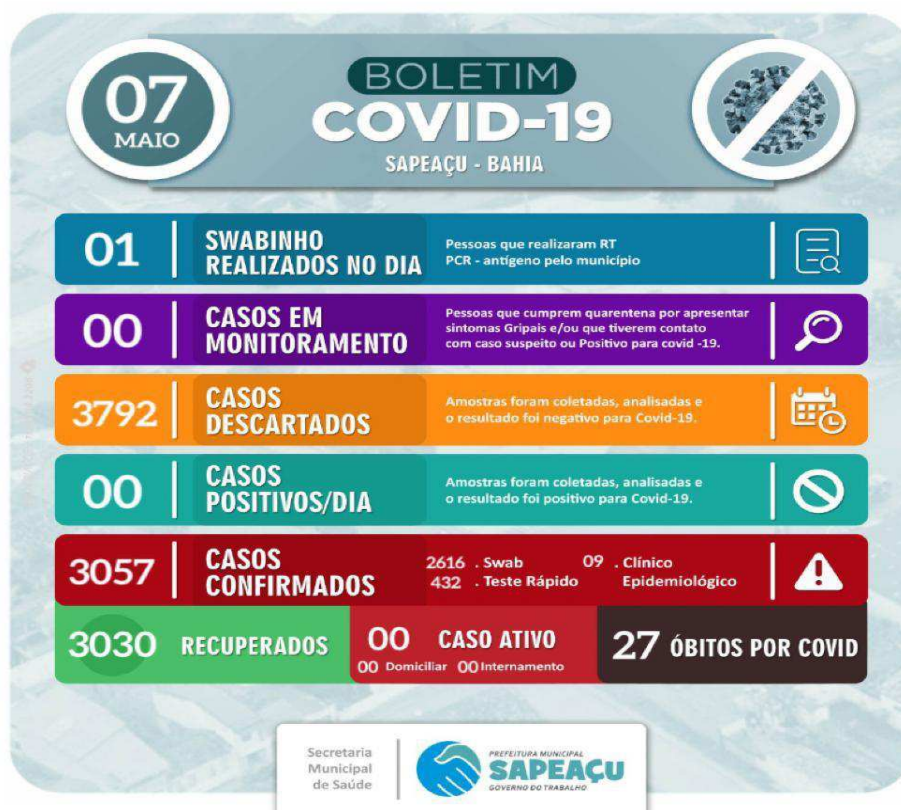 07
MAIO
BOLETIM
COVID-19
SAPEAÇU - BAHIA
01
SWABINHO
REALIZADOS NO DIA
Pessoas que realizaram RT
PCR - antígeno pelo município
00
CASOS EM
MONITORAMENTO
Pessoas que cumprem quarentena por apresentar
sintomas Gripais e/ou que tiverem contato
com caso suspeito ou Positivo para covid -19.
3792
CASOS
DESCARTADOS
Amostras foram coletadas, analisadas e
o resultado foi negativo para Covid-19.
00
CASOS
POSITIVOS/DIA
Amostras foram coletadas, analisadas e
o resultado foi positivo para Covid-19.
3057
CASOS
CONFIRMADOS
2616 . Swab
432 . Teste Rápido
09 . Clínico
Epidemiológico
3030 RECUPERADOS
00 CASO ATIVO
00 Domiciliar 00 Internamento
27 ÓBITOS POR COVID
Secretaria
Municipal
de Saúde
PREFEITURA MUNICIPAL
SAPEAÇU
GOVERNO DO TRABALHO